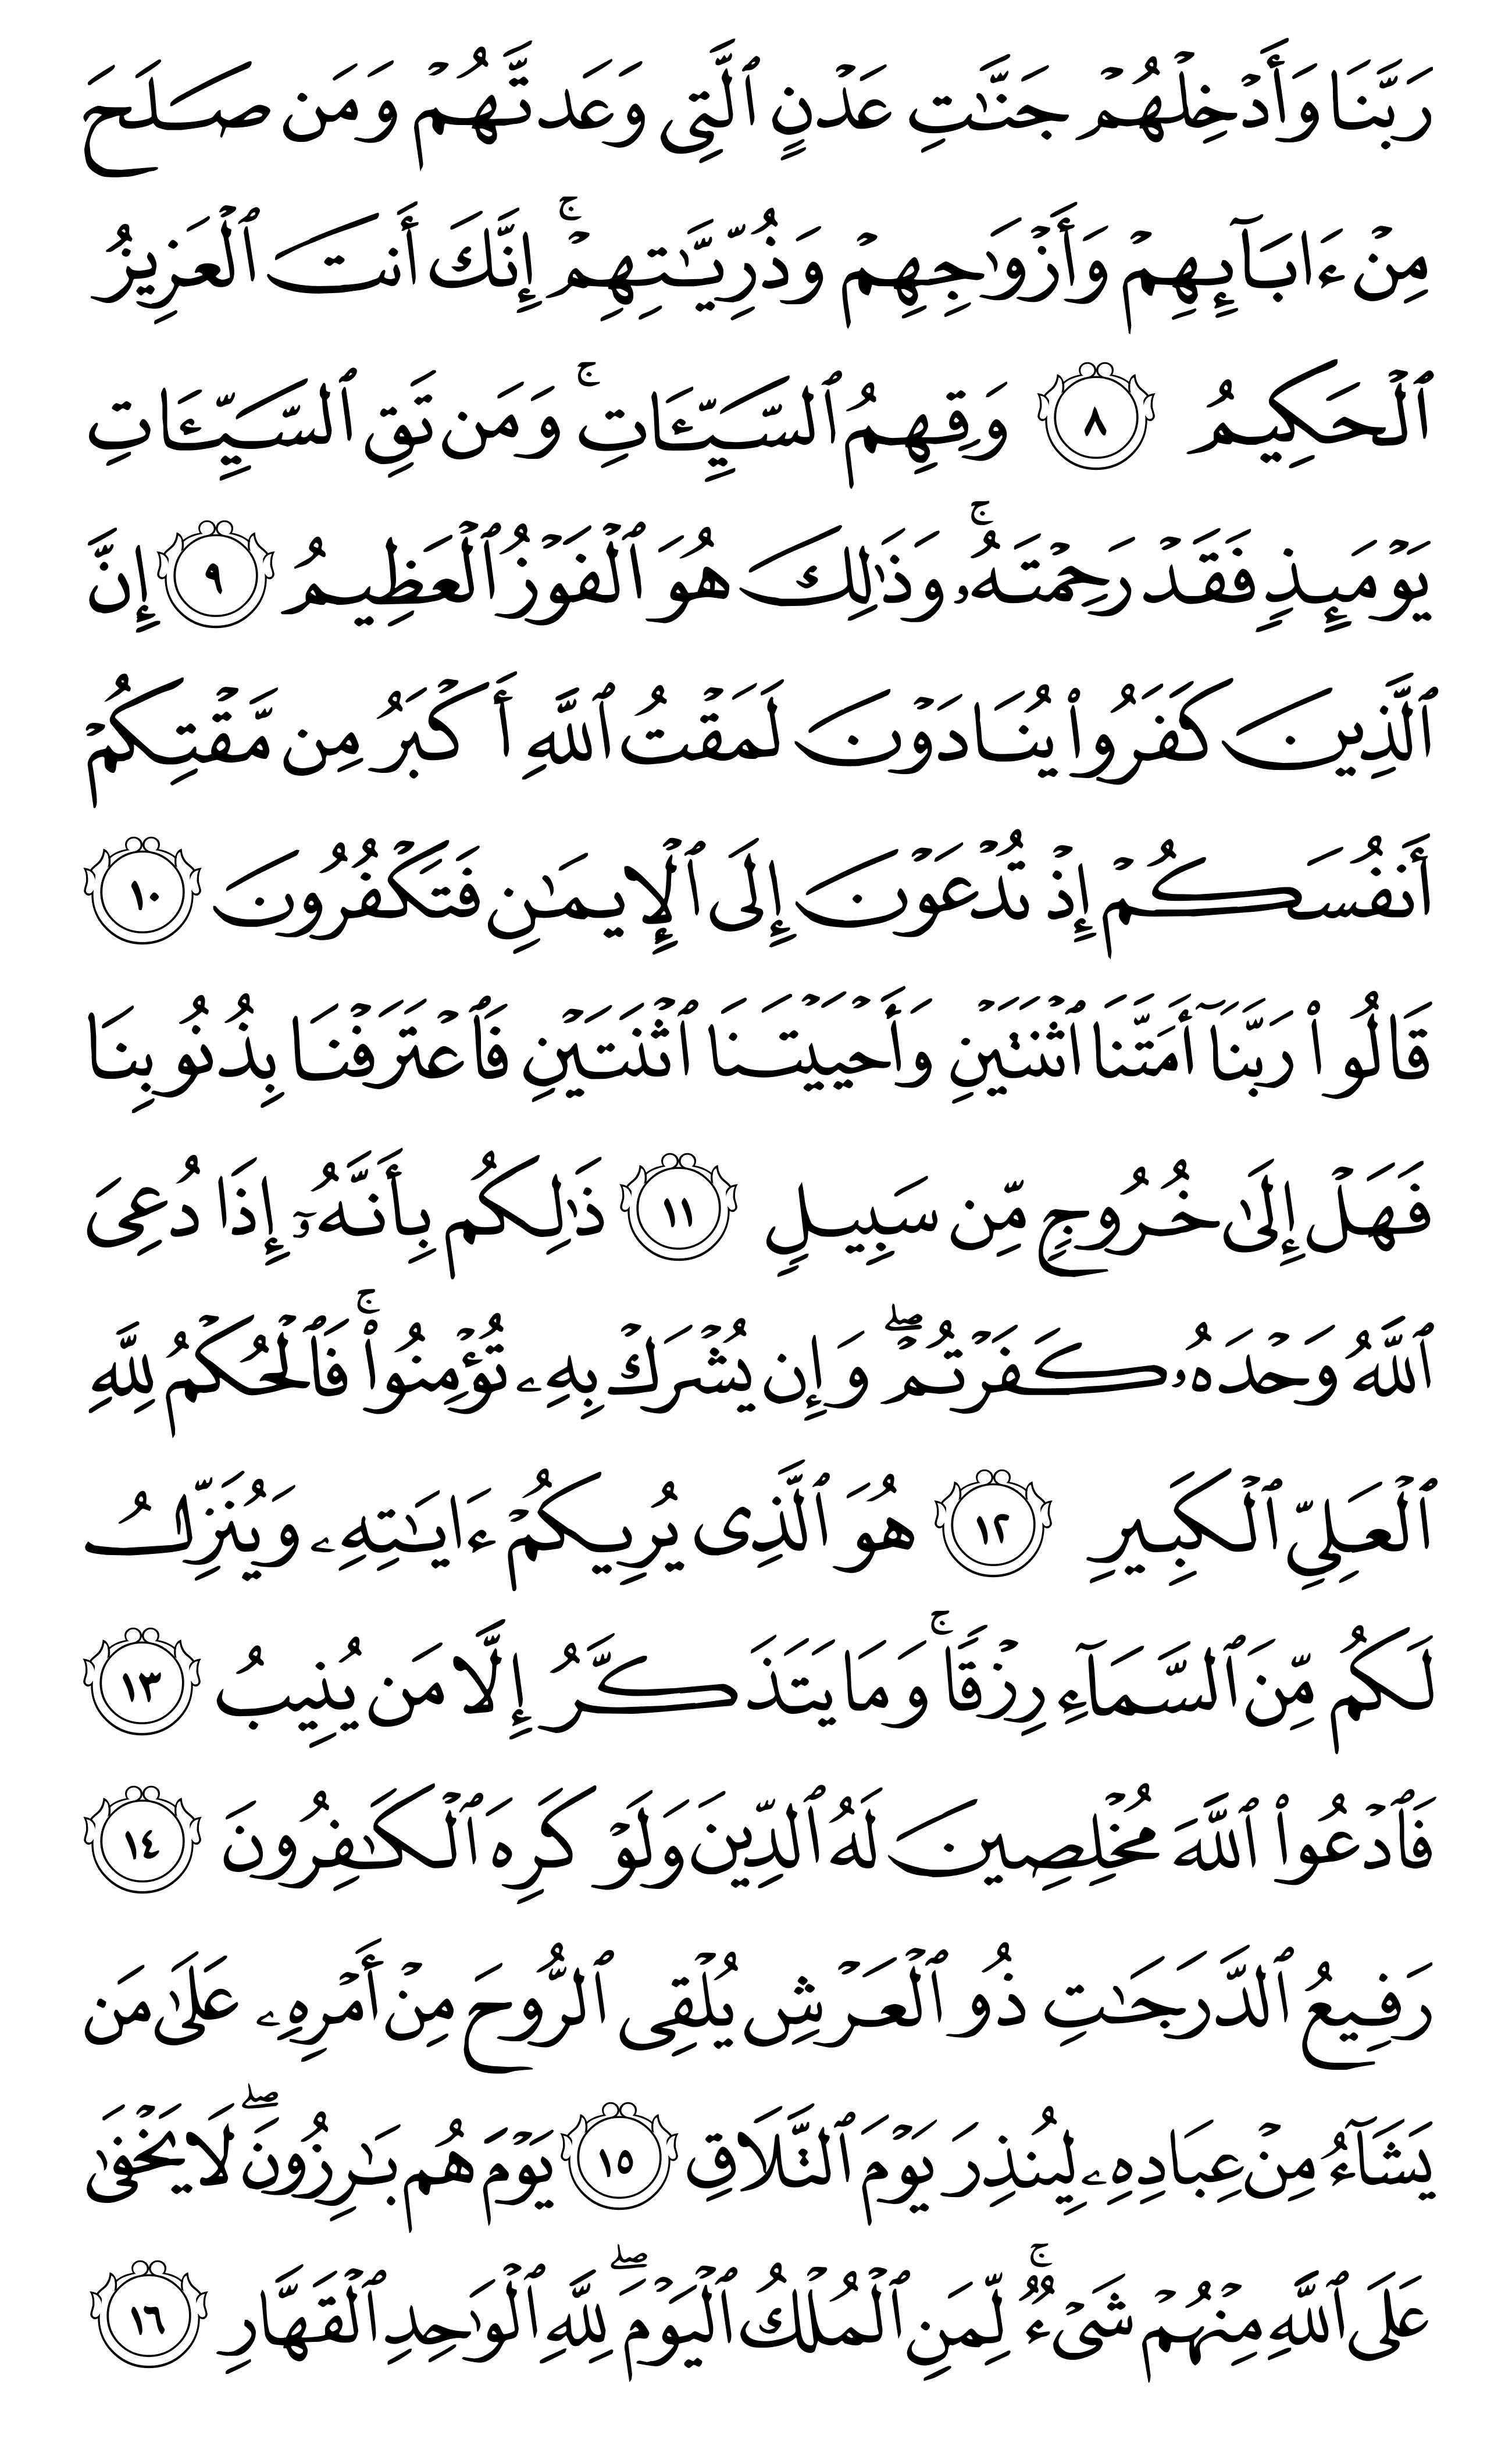 رَبَّنَا وَأَدۡخِلۡهُمۡ جَنَّٰتِ عَدۡنٍ ٱلَّتِي وَعَدتَّهُمۡ وَمَن صَلَحَ
مِنۡ ءَابَآئِهِمۡ وَأَزۡوَٰجِهِمۡ وَذُرِّيَّٰتِهِمۡۚ إِنَّكَ أَنتَ ٱلۡعَزِيزُ
ٱلۡحَكِيمُ ٨ وَقِهِمُ ٱلسَّيِّـَٔاتِۚ وَمَن تَقِ ٱلسَّيِّـَٔاتِ
يَوۡمَئِذٖ فَقَدۡ رَحِمۡتَهُۥۚ وَذَٰلِكَ هُوَ ٱلۡفَوۡزُ ٱلۡعَظِيمُ ٩ إِنَّ
ٱلَّذِينَ كَفَرُواْ يُنَادَوۡنَ لَمَقۡتُ ٱللَّهِ أَكۡبَرُ مِن مَّقۡتِكُمۡ
أَنفُسَكُمۡ إِذۡ تُدۡعَوۡنَ إِلَى ٱلۡإِيمَٰنِ فَتَكۡفُرُونَ ١٠
قَالُواْ رَبَّنَآ أَمَتَّنَا ٱثۡنَتَيۡنِ وَأَحۡيَيۡتَنَا ٱثۡنَتَيۡنِ فَٱعۡتَرَفۡنَا بِذُنُوبِنَا
فَهَلۡ إِلَىٰ خُرُوجٖ مِّن سَبِيلٖ ١١ ذَٰلِكُم بِأَنَّهُۥٓ إِذَا دُعِيَ
ٱللَّهُ وَحۡدَهُۥ كَفَرۡتُمۡۖ وَإِن يُشۡرَكۡ بِهِۦ تُؤۡمِنُواْۚ فَٱلۡحُكۡمُ لِلَّهِ
ٱلۡعَلِيِّ ٱلۡكَبِيرِ ١٢ هُوَ ٱلَّذِي يُرِيكُمۡ ءَايَٰتِهِۦ وَيُنَزِّلُ
لَكُم مِّنَ ٱلسَّمَآءِ رِزۡقٗاۚ وَمَا يَتَذَكَّرُ إِلَّا مَن يُنِيبُ ١٣
فَٱدۡعُواْ ٱللَّهَ مُخۡلِصِينَ لَهُ ٱلدِّينَ وَلَوۡ كَرِهَ ٱلۡكَٰفِرُونَ ١٤
رَفِيعُ ٱلدَّرَجَٰتِ ذُو ٱلۡعَرۡشِ يُلۡقِي ٱلرُّوحَ مِنۡ أَمۡرِهِۦ عَلَىٰ مَن
يَشَآءُ مِنۡ عِبَادِهِۦ لِيُنذِرَ يَوۡمَ ٱلتَّلَاقِ ١٥ يَوۡمَ هُم بَٰرِزُونَۖ لَا يَخۡفَىٰ
عَلَى ٱللَّهِ مِنۡهُمۡ شَيۡءٞۚ لِّمَنِ ٱلۡمُلۡكُ ٱلۡيَوۡمَۖ لِلَّهِ ٱلۡوَٰحِدِ ٱلۡقَهَّارِ ١٦